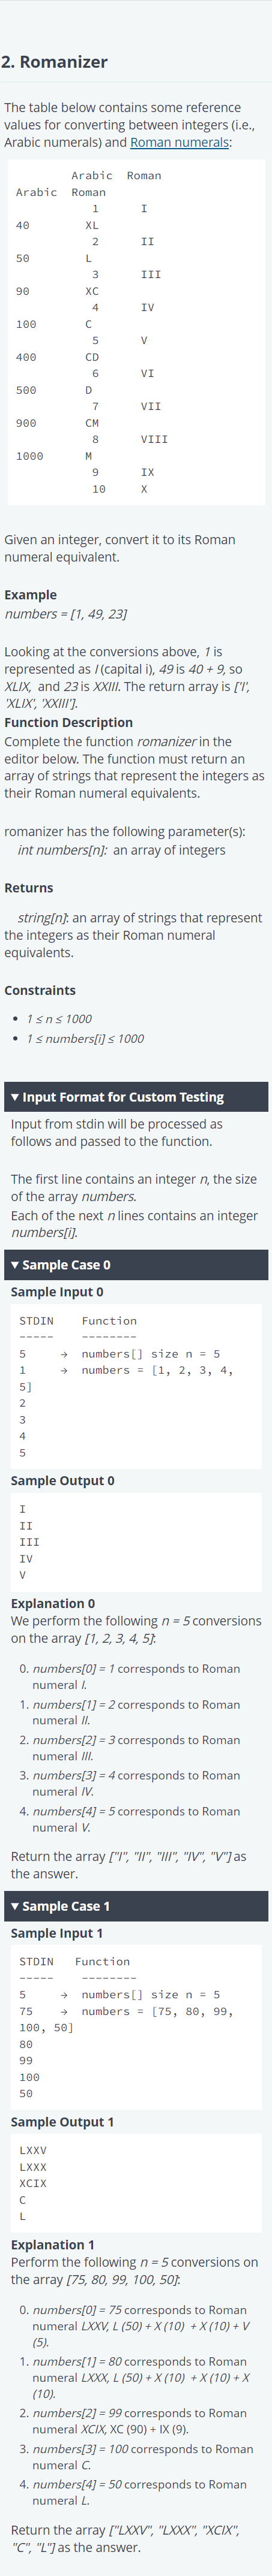 2. Romanizer
The table below contains some reference
values for converting between integers (i.e.,
Arabic numerals) and Roman numerals:
Arabic Roman
Arabic Roman
1 I
40 XL
2 II
50 L
3 III
90 XC
4 IV
100 C
5 V
400 CD
6 VI
500 D
7 VII
900 CM
8 VIII
1000 M
9 IX
10 X
Given an integer, convert it to its Roman
numeral equivalent.
Example
numbers = [1, 49, 23]
Looking at the conversions above, 1 is
represented as I (capital i), 49 is 40 + 9, so
XLIX, and 23 is XXIII. The return array is ['I',
'XLIX', 'XXIII'].
Function Description
Complete the function romanizer in the
editor below. The function must return an
array of strings that represent the integers as
their Roman numeral equivalents.
romanizer has the following parameter(s):
int numbers[n]: an array of integers
Returns
string[n]: an array of strings that represent
the integers as their Roman numeral
equivalents.
Constraints
• 1 ≤ n ≤ 1000
• 1 ≤ numbers[i] ≤ 1000
▼ Input Format for Custom Testing
Input from stdin will be processed as
follows and passed to the function.
The first line contains an integer n, the size
of the array numbers.
Each of the next n lines contains an integer
numbers[i].
▼ Sample Case 0
Sample Input 0
STDIN Function
----- --------
5 → numbers[] size n = 5
1 → numbers = [1, 2, 3, 4,
5]
2
3
4
5
Sample Output 0
I
II
III
IV
V
Explanation 0
We perform the following n = 5 conversions
on the array [1, 2, 3, 4, 5]:
0. numbers[0] = 1 corresponds to Roman
numeral I.
1. numbers[1] = 2 corresponds to Roman
numeral II.
2. numbers[2] = 3 corresponds to Roman
numeral III.
3. numbers[3] = 4 corresponds to Roman
numeral IV.
4. numbers[4] = 5 corresponds to Roman
numeral V.
Return the array ["I", "II", "III", "IV", "V"] as
the answer.
▼ Sample Case 1
Sample Input 1
STDIN Function
----- --------
5 → numbers[] size n = 5
75 → numbers = [75, 80, 99,
100, 50]
80
99
100
50
Sample Output 1
LXXV
LXXX
XCIX
C
L
Explanation 1
Perform the following n = 5 conversions on
the array [75, 80, 99, 100, 50]:
0. numbers[0] = 75 corresponds to Roman
numeral LXXV, L (50) + X (10) + X (10) + V
(5).
1. numbers[1] = 80 corresponds to Roman
numeral LXXX, L (50) + X (10) + X (10) + X
(10).
2. numbers[2] = 99 corresponds to Roman
numeral XCIX, XC (90) + IX (9).
3. numbers[3] = 100 corresponds to Roman
numeral C.
4. numbers[4] = 50 corresponds to Roman
numeral L.
Return the array ["LXXV", "LXXX", "XCIX",
"C", "L"] as the answer.